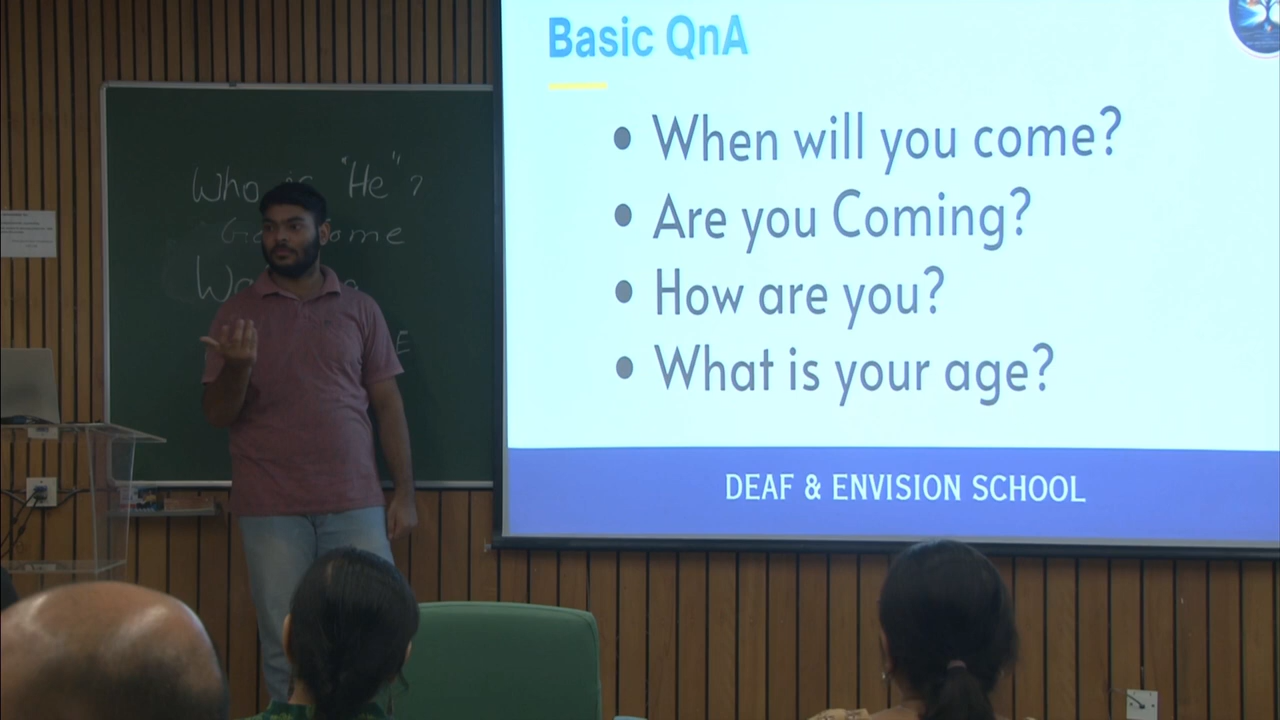 Who is "He"?
Come
Basic QnA
• When will you come?
• Are you Coming?
• How are you?
• What is your age?
DEAF & ENVISION SCHOOL